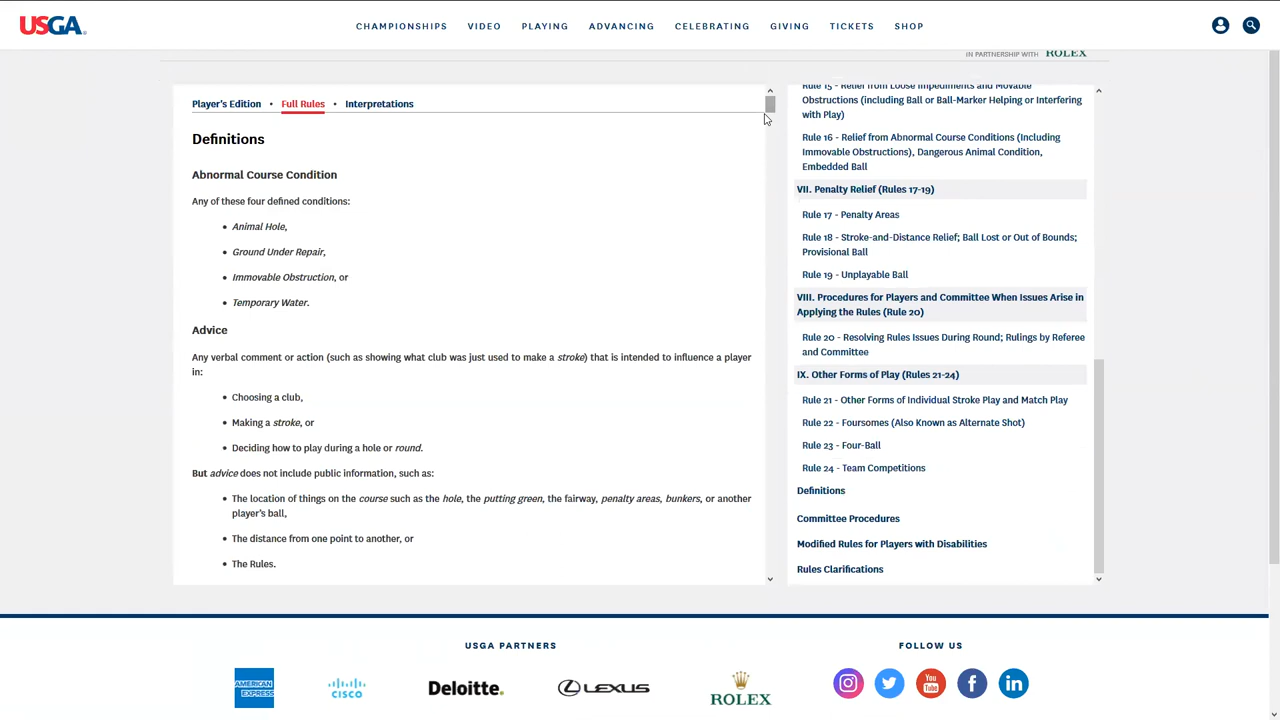 USGA
CHAMPIONSHIPS VIDEO PLAYING ADVANCING CELEBRATING GIVING TICKETS SHOP
IN PARTNERSHIP WITH ROLEX
Player's Edition • Full Rules • Interpretations
Definitions
Abnormal Course Condition
Any of these four defined conditions:
• Animal Hole,
• Ground Under Repair,
• Immovable Obstruction, or
• Temporary Water.
Advice
Any verbal comment or action (such as showing what club was just used to make a stroke) that is intended to influence a player
in:
• Choosing a club,
• Making a stroke, or
• Deciding how to play during a hole or round.
But advice does not include public information, such as:
• The location of things on the course such as the hole, the putting green, the fairway, penalty areas, bunkers, or another
player's ball,
• The distance from one point to another, or
• The Rules.
Rule 15 - Relief from Loose Impediments and Movable
Obstructions (including Ball or Ball-Marker Helping or Interfering
with Play)
Rule 16 - Relief from Abnormal Course Conditions (Including
Immovable Obstructions), Dangerous Animal Condition,
Embedded Ball
VII. Penalty Relief (Rules 17-19)
Rule 17 - Penalty Areas
Rule 18 - Stroke-and-Distance Relief; Ball Lost or Out of Bounds;
Provisional Ball
Rule 19 - Unplayable Ball
VIII. Procedures for Players and Committee When Issues Arise in
Applying the Rules (Rule 20)
Rule 20 - Resolving Rules Issues During Round; Rulings by Referee
and Committee
IX. Other Forms of Play (Rules 21-24)
Rule 21 - Other Forms of Individual Stroke Play and Match Play
Rule 22 - Foursomes (Also Known as Alternate Shot)
Rule 23 - Four-Ball
Rule 24 - Team Competitions
Definitions
Committee Procedures
Modified Rules for Players with Disabilities
Rules Clarifications
USGA PARTNERS
AMERICAN
EXPRESS
CISCO
Deloitte.
LEXUS
ROLEX
FOLLOW US
You
Tube
f
in